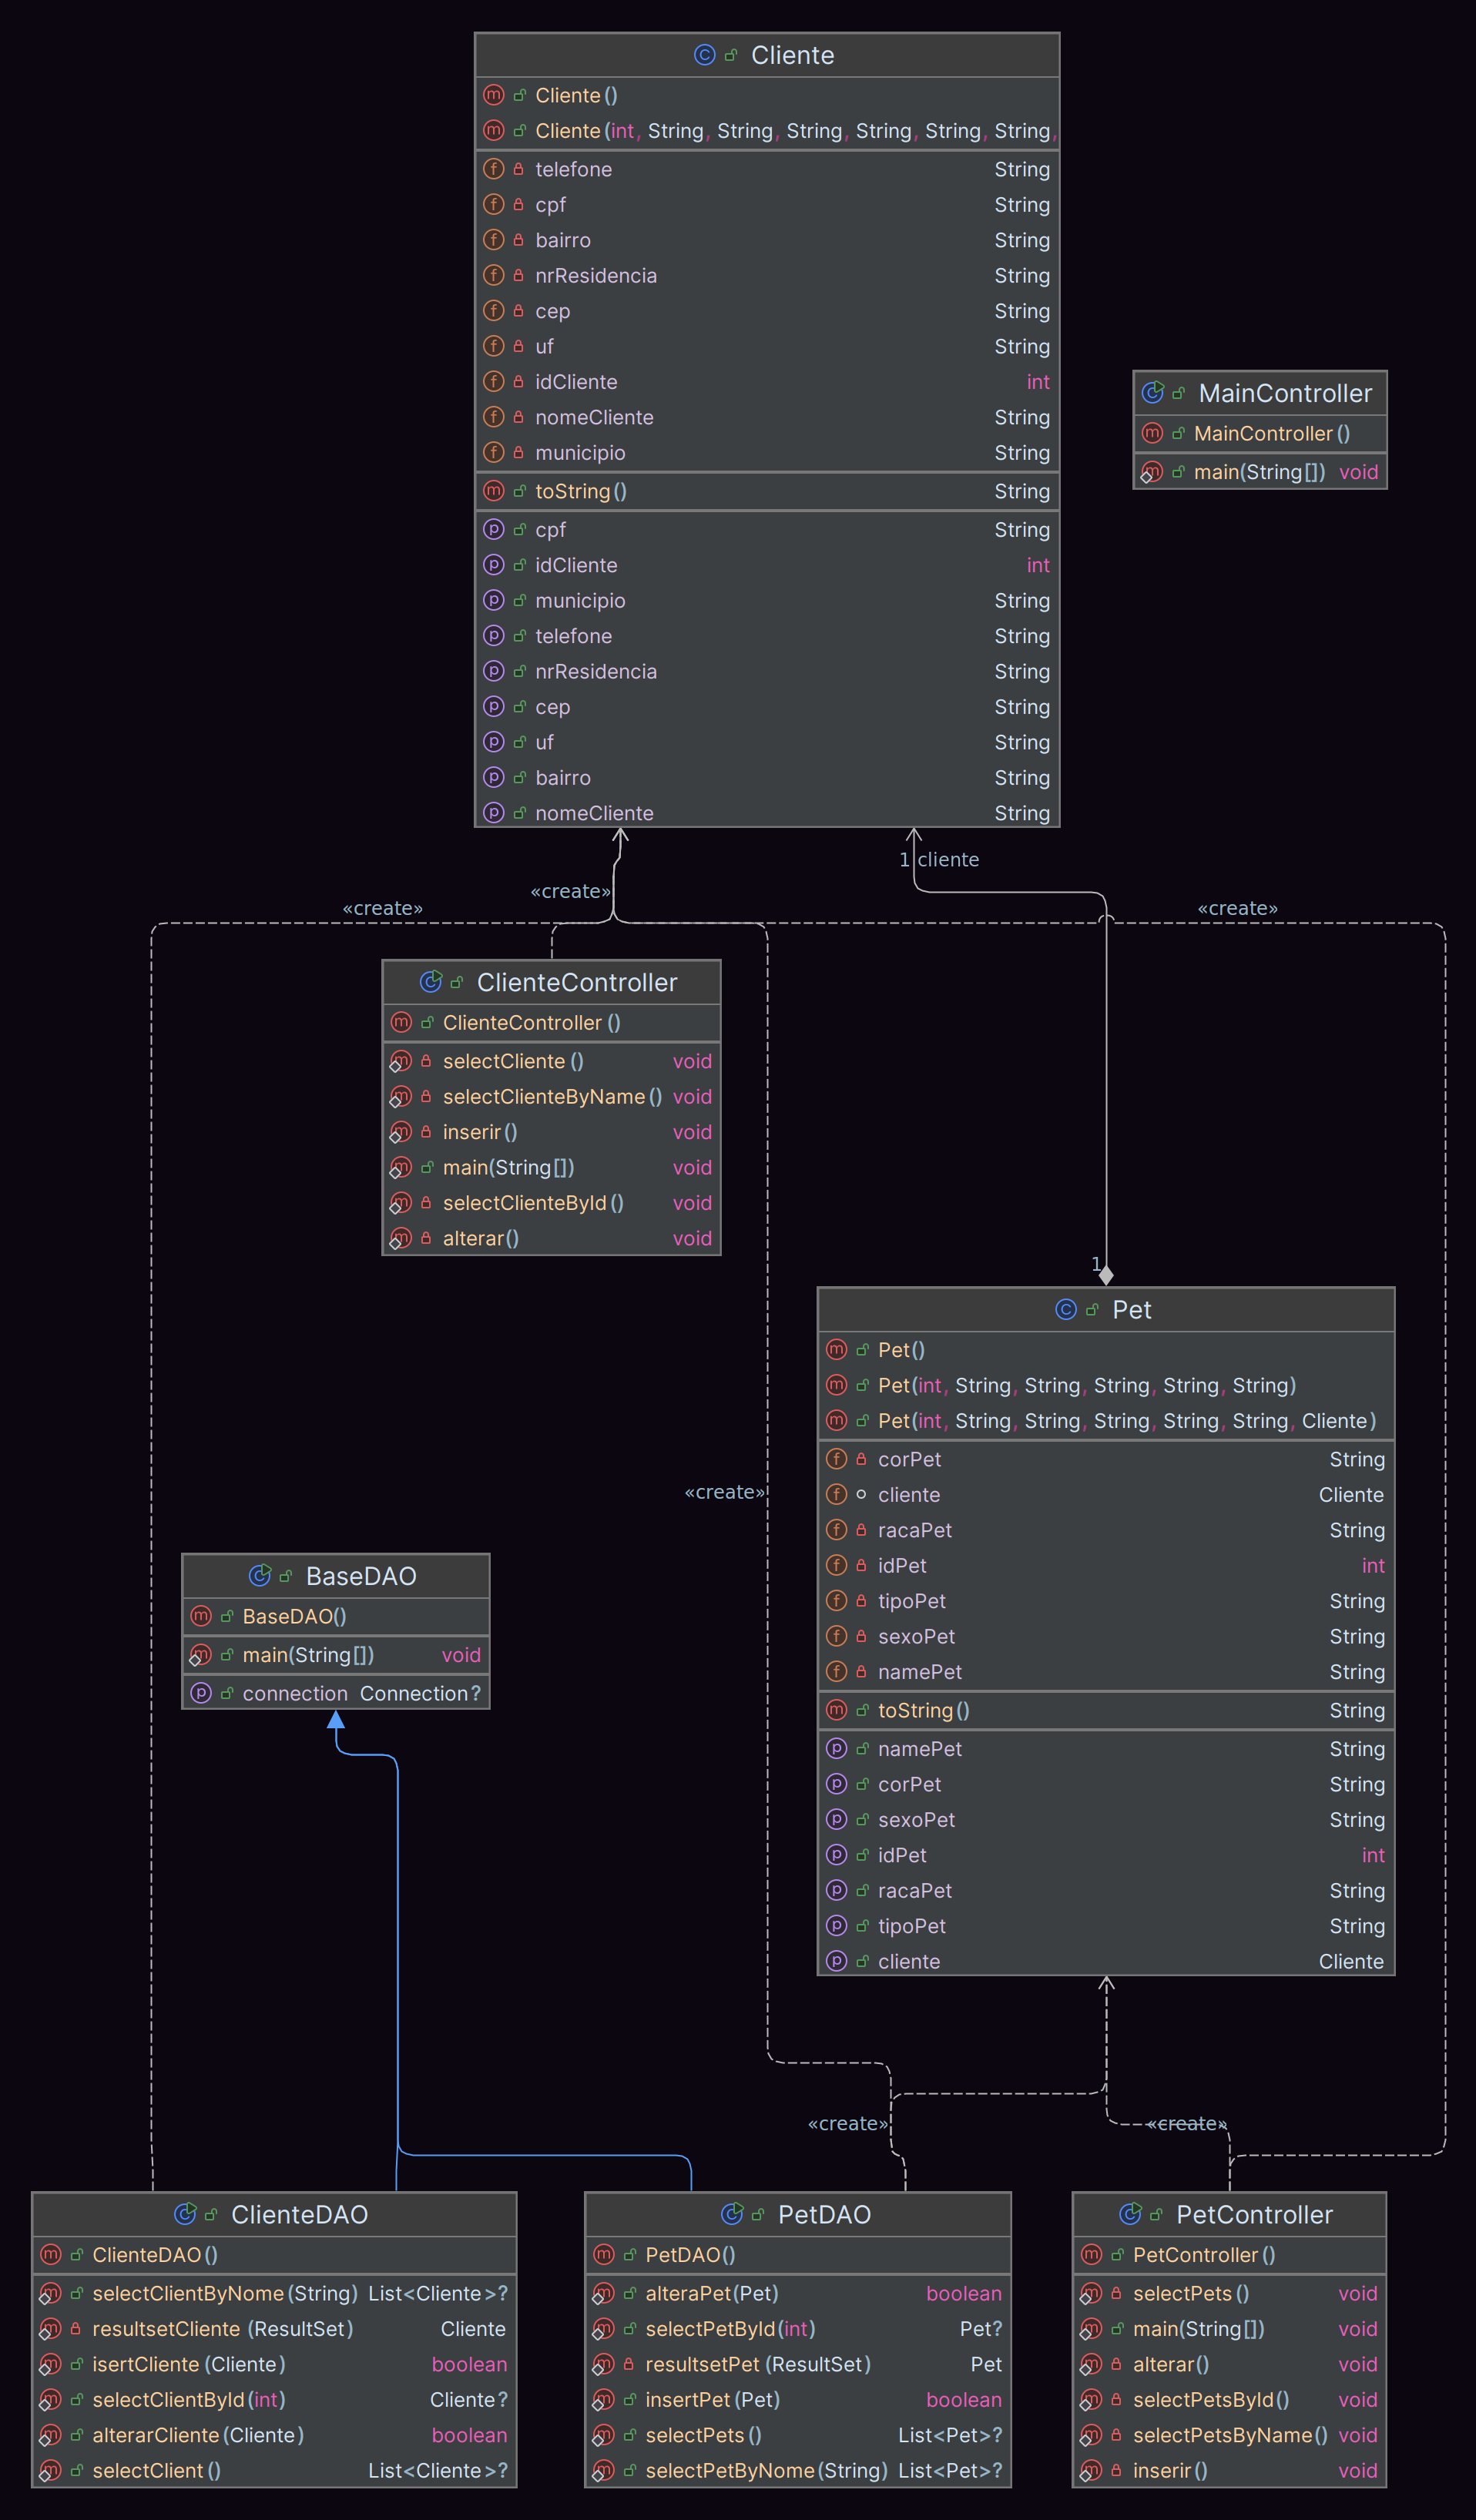 Cliente
Cliente()
Cliente(int, String, String, String, String, String, String,
telefone String
cpf String
bairro String
nrResidencia String
cep String
uf String
idCliente int
nomeCliente String
municipio String
toString() String
cpf String
idCliente int
municipio String
telefone String
nrResidencia String
cep String
uf String
bairro String
nomeCliente String
MainController
MainController()
main(String[]) void
1 cliente
«create»
«create»
«create»
ClienteController
ClienteController()
selectCliente() void
selectClienteByName() void
inserir() void
main(String[]) void
selectClienteById() void
alterar() void
1
Pet
Pet()
Pet(int, String, String, String, String, String)
Pet(int, String, String, String, String, String, Cliente)
corPet String
cliente Cliente
racaPet String
idPet int
tipoPet String
sexoPet String
namePet String
toString() String
namePet String
corPet String
sexoPet String
idPet int
racaPet String
tipoPet String
cliente Cliente
«create»
BaseDAO
BaseDAO()
main(String[]) void
connection Connection?
«create»
«create»
ClienteDAO
ClienteDAO()
selectClientByNome(String) List<Cliente>?
resultsetCliente(ResultSet) Cliente
isertCliente(Cliente) boolean
selectClientById(int) Cliente?
alterarCliente(Cliente) boolean
selectClient() List<Cliente>?
PetDAO
PetDAO()
alteraPet(Pet) boolean
selectPetById(int) Pet?
resultsetPet(ResultSet) Pet
insertPet(Pet) boolean
selectPets() List<Pet>?
selectPetByNome(String) List<Pet>?
PetController
PetController()
selectPets() void
main(String[]) void
alterar() void
selectPetsById() void
selectPetsByName() void
inserir() void